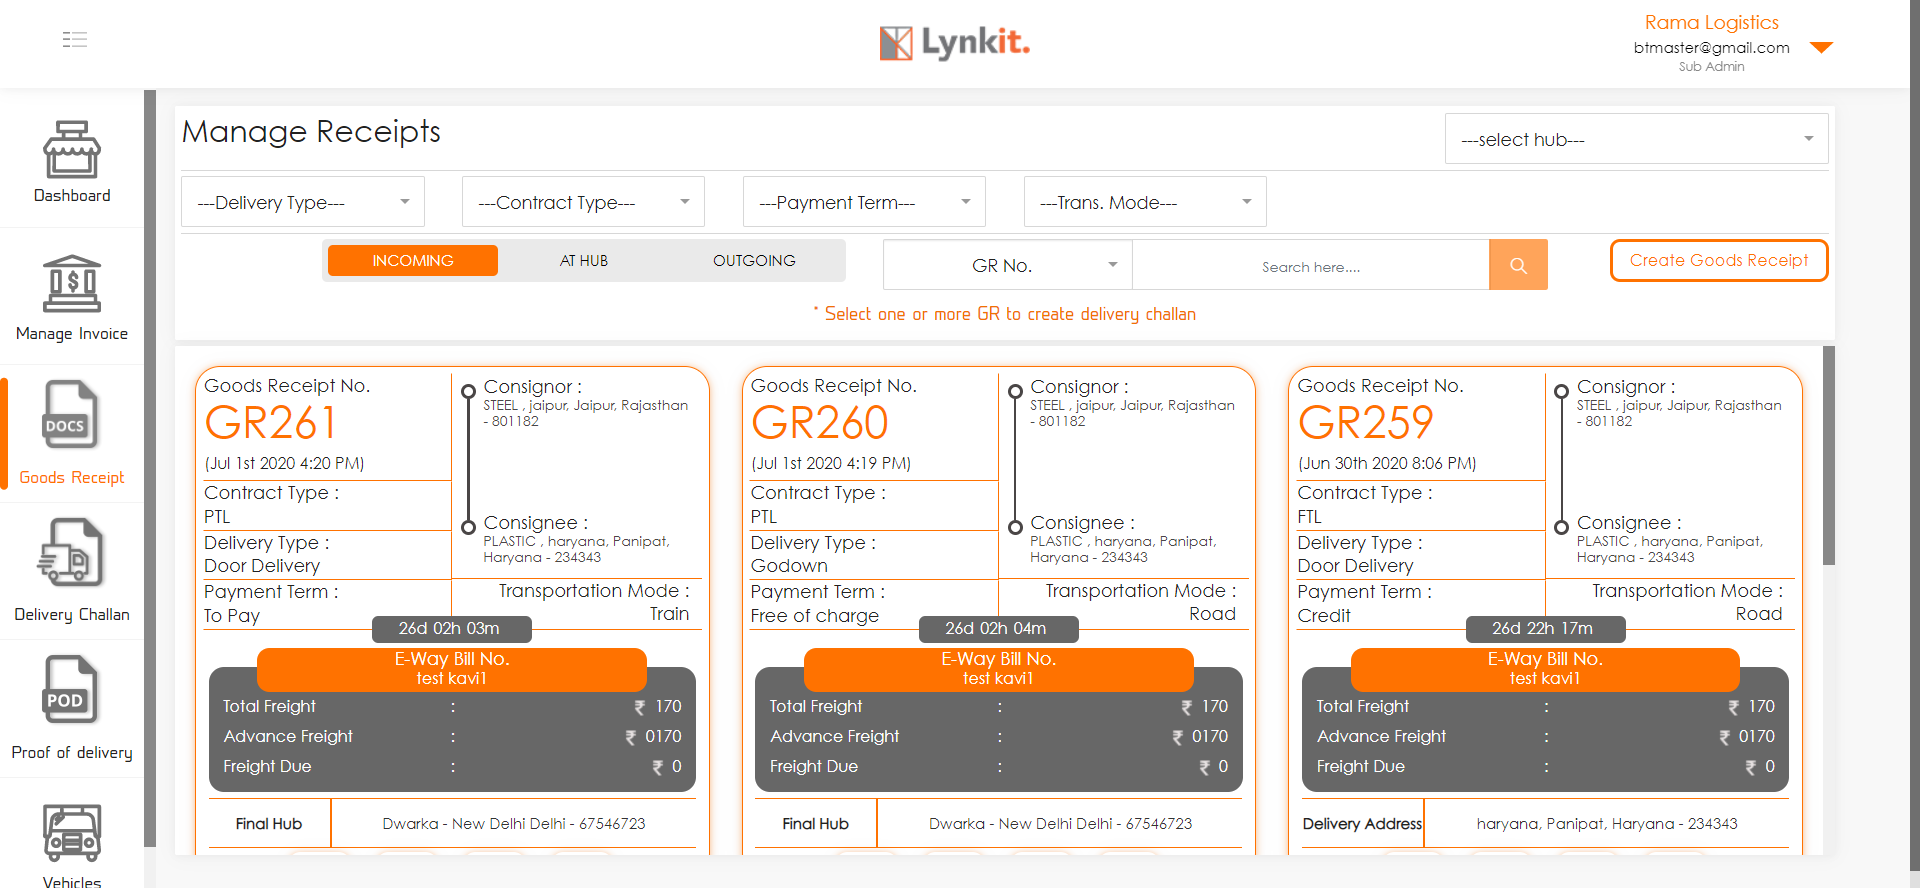 Lynkit.
Rama Logistics
btmaster@gmail.com
Sub Admin
Dashboard
Manage Invoice
DOCS
Goods Receipt
Delivery Challan
POD
Proof of delivery
Vehicles
Manage Receipts
---select hub---
---Delivery Type---
---Contract Type---
---Payment Term---
---Trans. Mode---
INCOMING
AT HUB
OUTGOING
GR No.
Search here....
Create Goods Receipt
* Select one or more GR to create delivery challan
Goods Receipt No.
GR261
(Jul 1st 2020 4:20 PM)
Contract Type :
PTL
Delivery Type :
Door Delivery
Payment Term :
To Pay
Consignor :
STEEL , jaipur, Jaipur, Rajasthan
- 801182
Consignee :
PLASTIC , haryana, Panipat,
Haryana - 234343
Transportation Mode :
Train
26d 02h 03m
E-Way Bill No.
test kavi1
Total Freight : ₹ 170
Advance Freight : ₹ 0170
Freight Due : ₹ 0
Final Hub
Dwarka - New Delhi Delhi - 67546723
Goods Receipt No.
GR260
(Jul 1st 2020 4:19 PM)
Contract Type :
PTL
Delivery Type :
Godown
Payment Term :
Free of charge
Consignor :
STEEL , jaipur, Jaipur, Rajasthan
- 801182
Consignee :
PLASTIC , haryana, Panipat,
Haryana - 234343
Transportation Mode :
Road
26d 02h 04m
E-Way Bill No.
test kavi1
Total Freight : ₹ 170
Advance Freight : ₹ 0170
Freight Due : ₹ 0
Final Hub
Dwarka - New Delhi Delhi - 67546723
Goods Receipt No.
GR259
(Jun 30th 2020 8:06 PM)
Contract Type :
FTL
Delivery Type :
Door Delivery
Payment Term :
Credit
Consignor :
STEEL , jaipur, Jaipur, Rajasthan
- 801182
Consignee :
PLASTIC , haryana, Panipat,
Haryana - 234343
Transportation Mode :
Road
26d 22h 17m
E-Way Bill No.
test kavi1
Total Freight : ₹ 170
Advance Freight : ₹ 0170
Freight Due : ₹ 0
Delivery Address
haryana, Panipat, Haryana - 234343